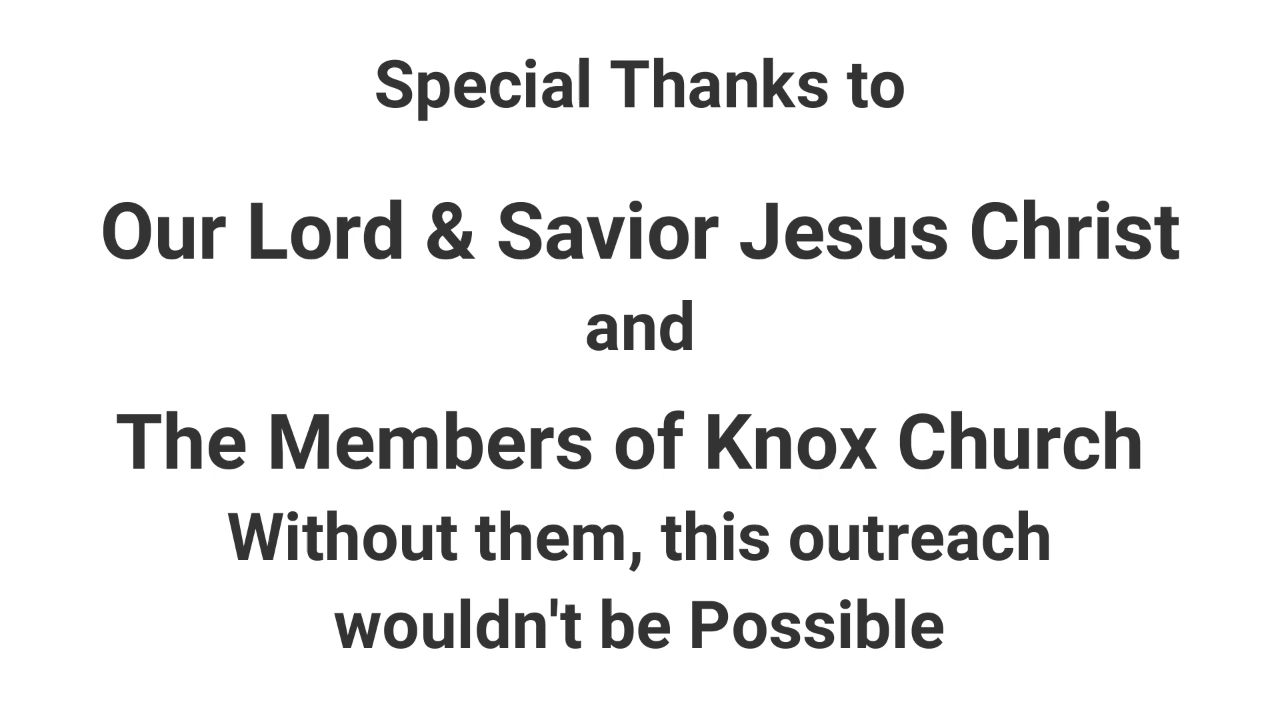 Special Thanks to
Our Lord & Savior Jesus Christ
and
The Members of Knox Church
Without them, this outreach
wouldn't be Possible